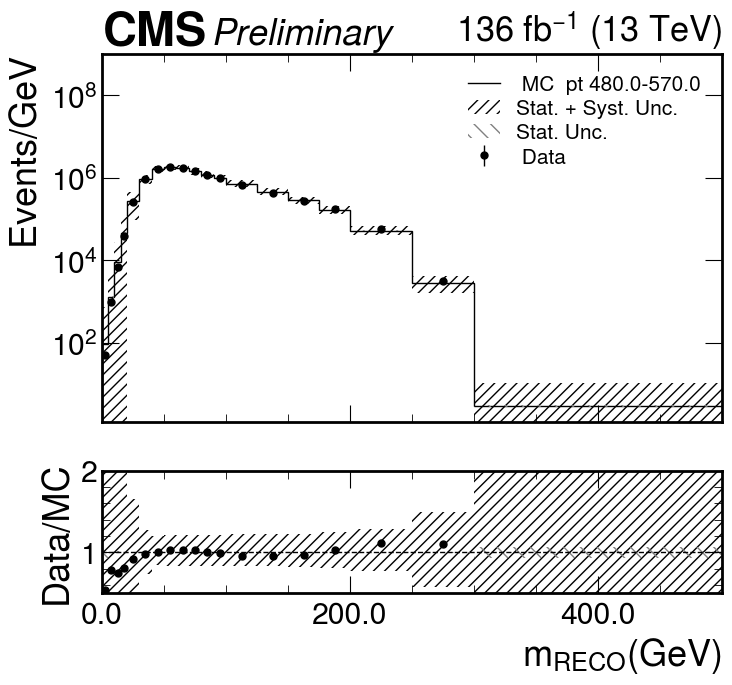 CMS Preliminary 136 fb⁻¹ (13 TeV)
Events/GeV
10⁸
10⁶
10⁴
10²
MC pt 480.0-570.0
Stat. + Syst. Unc.
Stat. Unc.
Data
Data/MC
2
1
0.0 200.0 400.0
m_RECO(GeV)